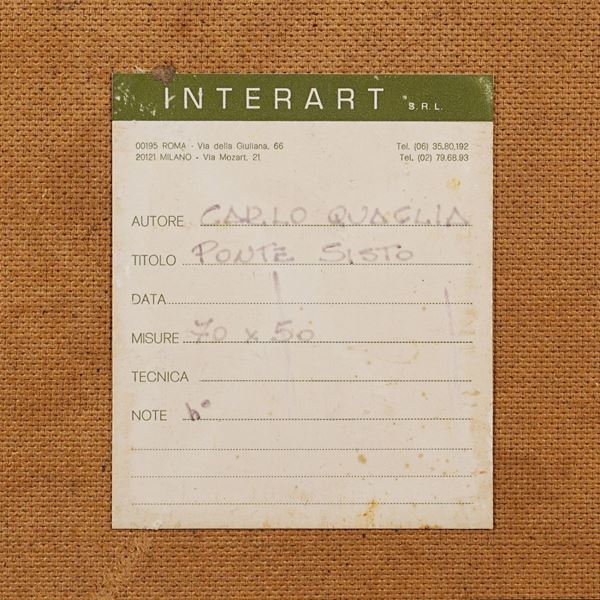 INTERART S.R.L.
00195 ROMA - Via della Giuliana, 66 Tel. (06) 35.80.192
20121 MILANO - Via Mozart, 21 Tel. (02) 79.68.93
AUTORE CARLO QUAGLIA
TITOLO PONTE SISTO
DATA
MISURE 70 x 50
TECNICA
NOTE